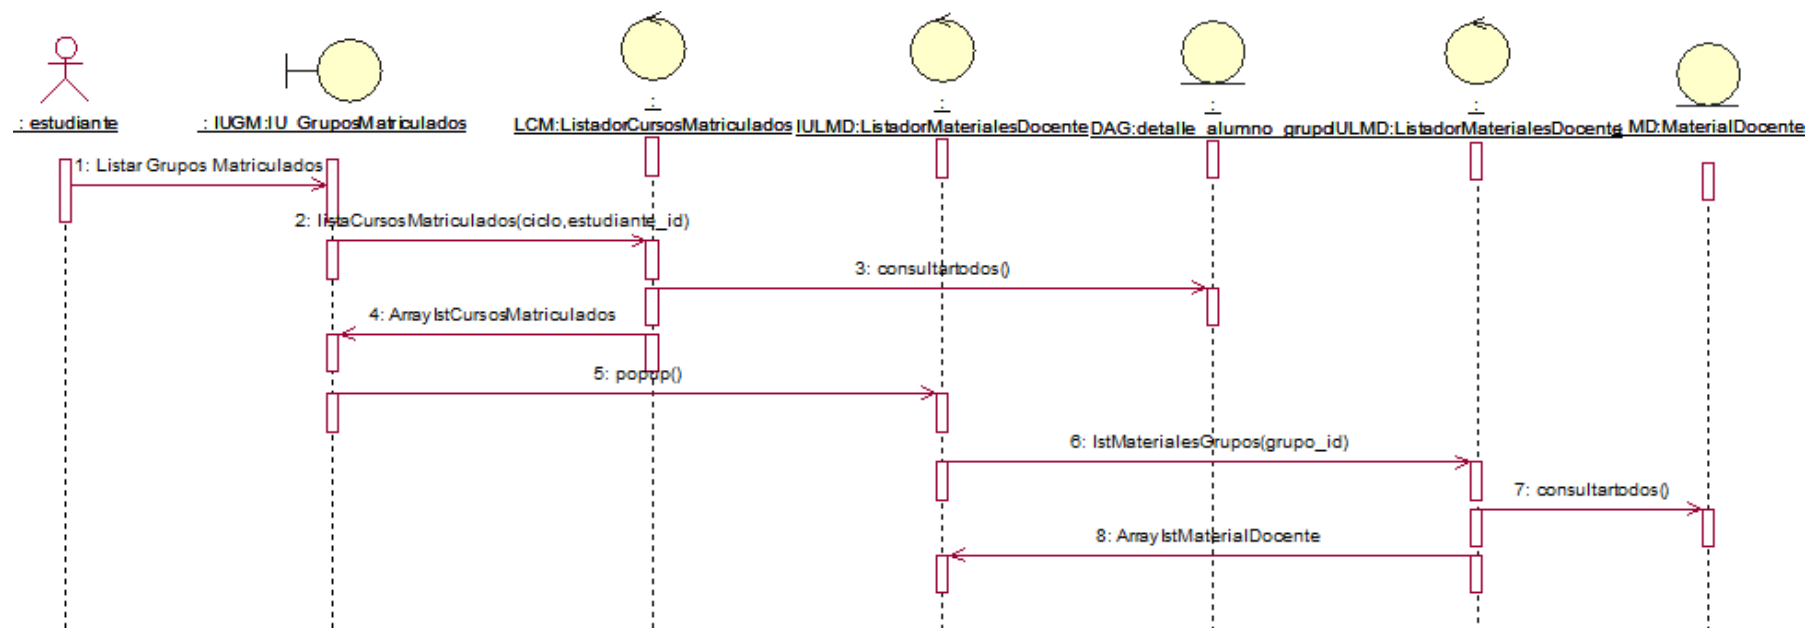 : estudiante
: IUGM:IU_GruposMatriculados
:
LCM:ListadorCursosMatriculados
:
IULMD:ListadorMaterialesDocente
:
DAG:detalle_alumno_grupo
:
IULMD:ListadorMaterialesDocente
: MD:MaterialDocente
1: Listar Grupos Matriculados
2: listaCursosMatriculados(ciclo,estudiante_id)
3: consultartodos()
4: ArraylstCursosMatriculados
5: popup()
6: lstMaterialesGrupos(grupo_id)
7: consultartodos()
8: ArraylstMaterialDocente